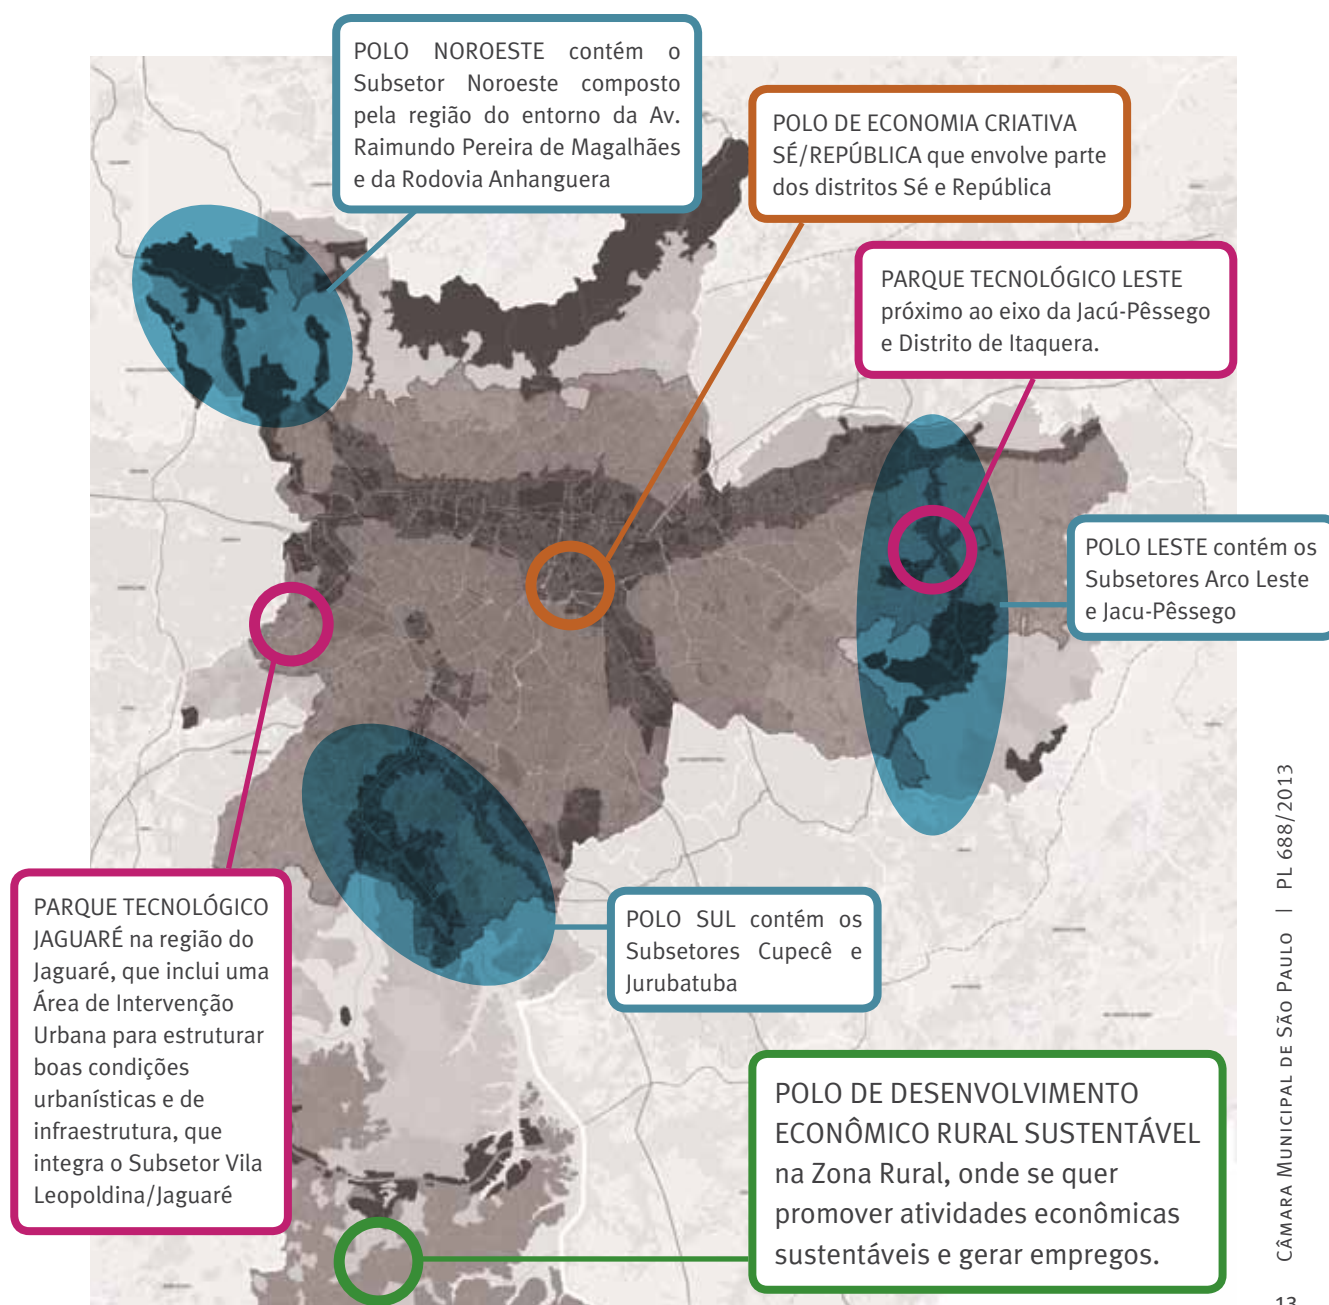 POLO NOROESTE contém o
Subsetor Noroeste composto
pela região do entorno da Av.
Raimundo Pereira de Magalhães
e da Rodovia Anhanguera
POLO DE ECONOMIA CRIATIVA
SÉ/REPÚBLICA que envolve parte
dos distritos Sé e República
PARQUE TECNOLÓGICO LESTE
próximo ao eixo da Jacú-Pêssego
e Distrito de Itaquera.
POLO LESTE contém os
Subsetores Arco Leste
e Jacu-Pêssego
PARQUE TECNOLÓGICO
JAGUARÉ na região do
Jaguaré, que inclui uma
Área de Intervenção
Urbana para estruturar
boas condições
urbanísticas e de
infraestrutura, que
integra o Subsetor Vila
Leopoldina/Jaguaré
POLO SUL contém os
Subsetores Cupecê e
Jurubatuba
POLO DE DESENVOLVIMENTO
ECONÔMICO RURAL SUSTENTÁVEL
na Zona Rural, onde se quer
promover atividades econômicas
sustentáveis e gerar empregos.
CÂMARA MUNICIPAL DE SÃO PAULO | PL 688/2013
13